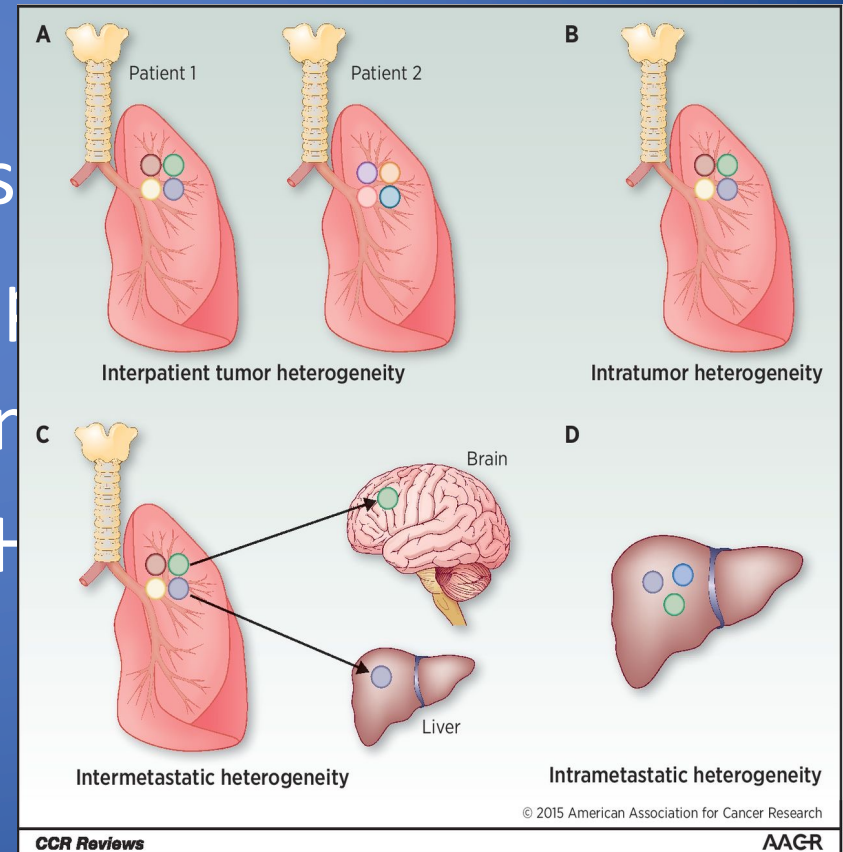 A
Patient 1
Patient 2
Interpatient tumor heterogeneity
B
Intratumor heterogeneity
C
Brain
Liver
Intermetastatic heterogeneity
D
Intrametastatic heterogeneity
© 2015 American Association for Cancer Research
CCR Reviews
AACR